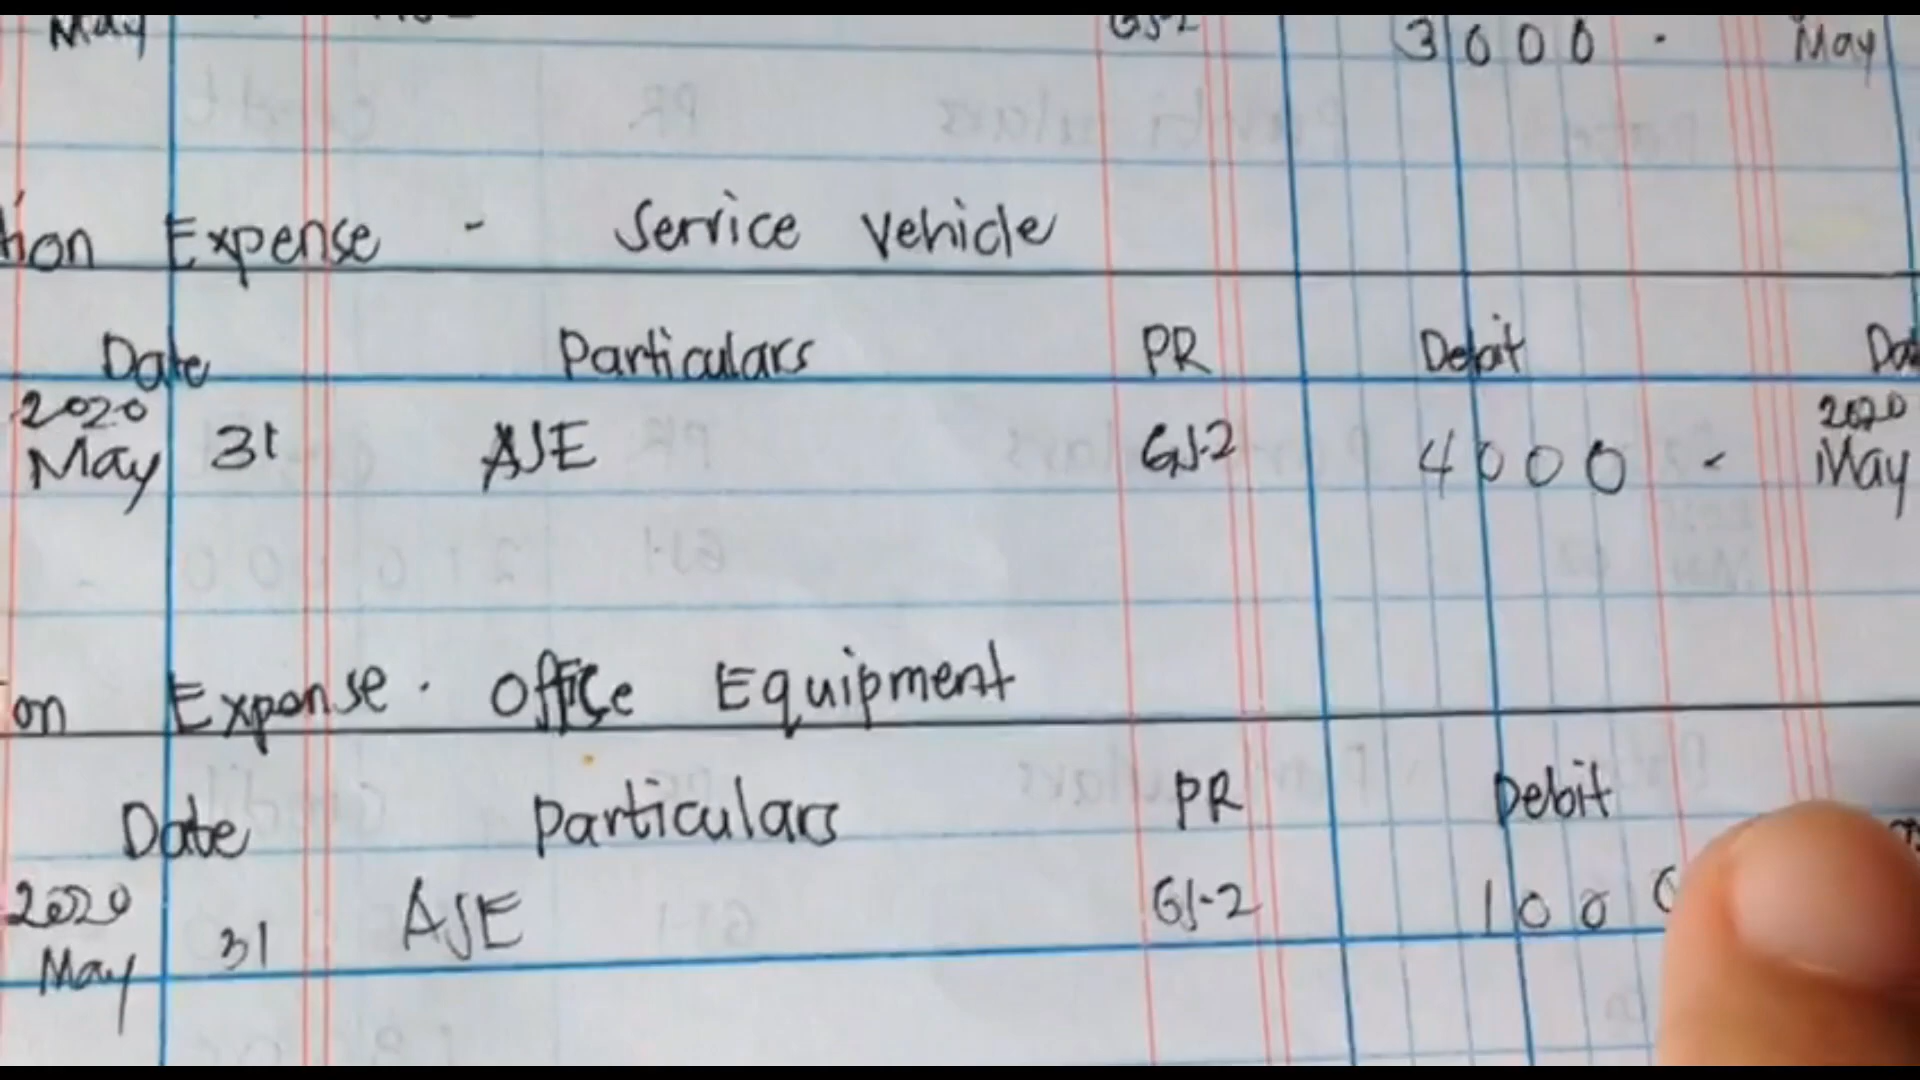 May GJ-2 3000 - May
tion Expense - Service Vehicle
Date Particulars PR Debit Da
2020 2020
May 31 AJE GJ-2 4000 - May
on Expense - Office Equipment
Date Particulars PR Debit
2020
May 31 AJE GJ-2 1000